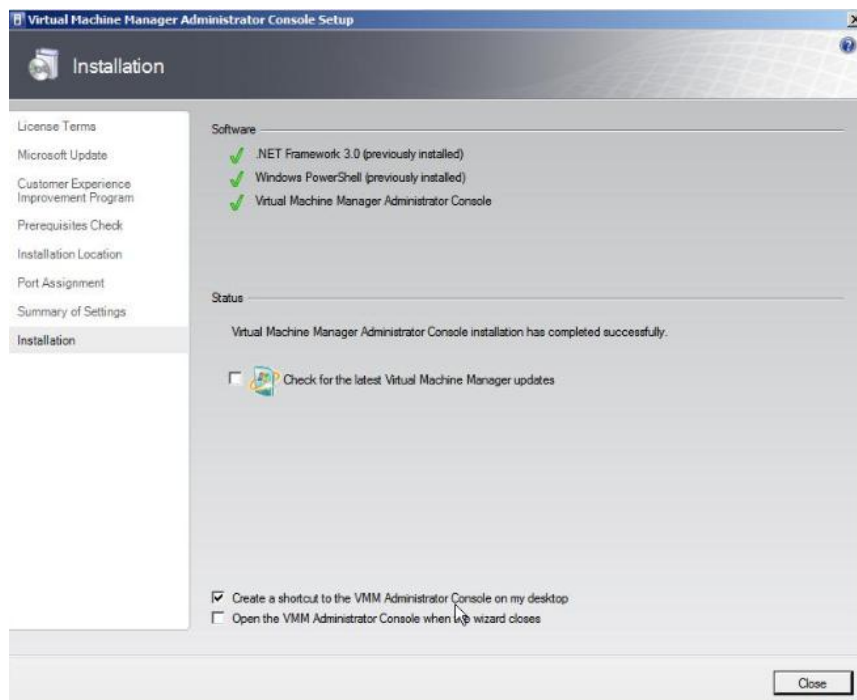 Virtual Machine Manager Administrator Console Setup
Installation
License Terms
Microsoft Update
Customer Experience
Improvement Program
Prerequisites Check
Installation Location
Port Assignment
Summary of Settings
Installation
Software
.NET Framework 3.0 (previously installed)
Windows PowerShell (previously installed)
Virtual Machine Manager Administrator Console
Status
Virtual Machine Manager Administrator Console installation has completed successfully.
Check for the latest Virtual Machine Manager updates
Create a shortcut to the VMM Administrator Console on my desktop
Open the VMM Administrator Console when the wizard closes
Close